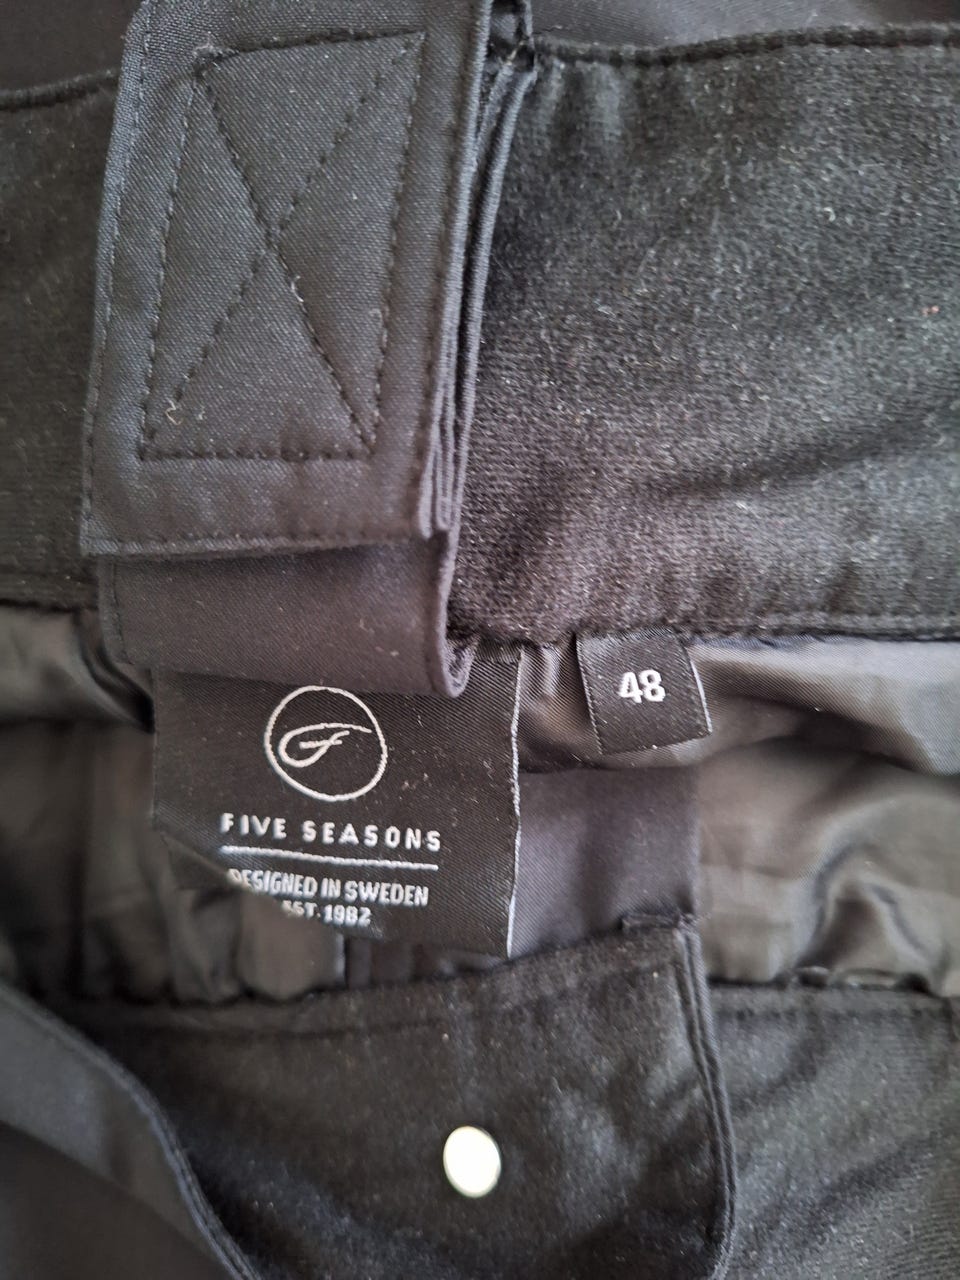 48
FIVE SEASONS
DESIGNED IN SWEDEN
EST. 1982